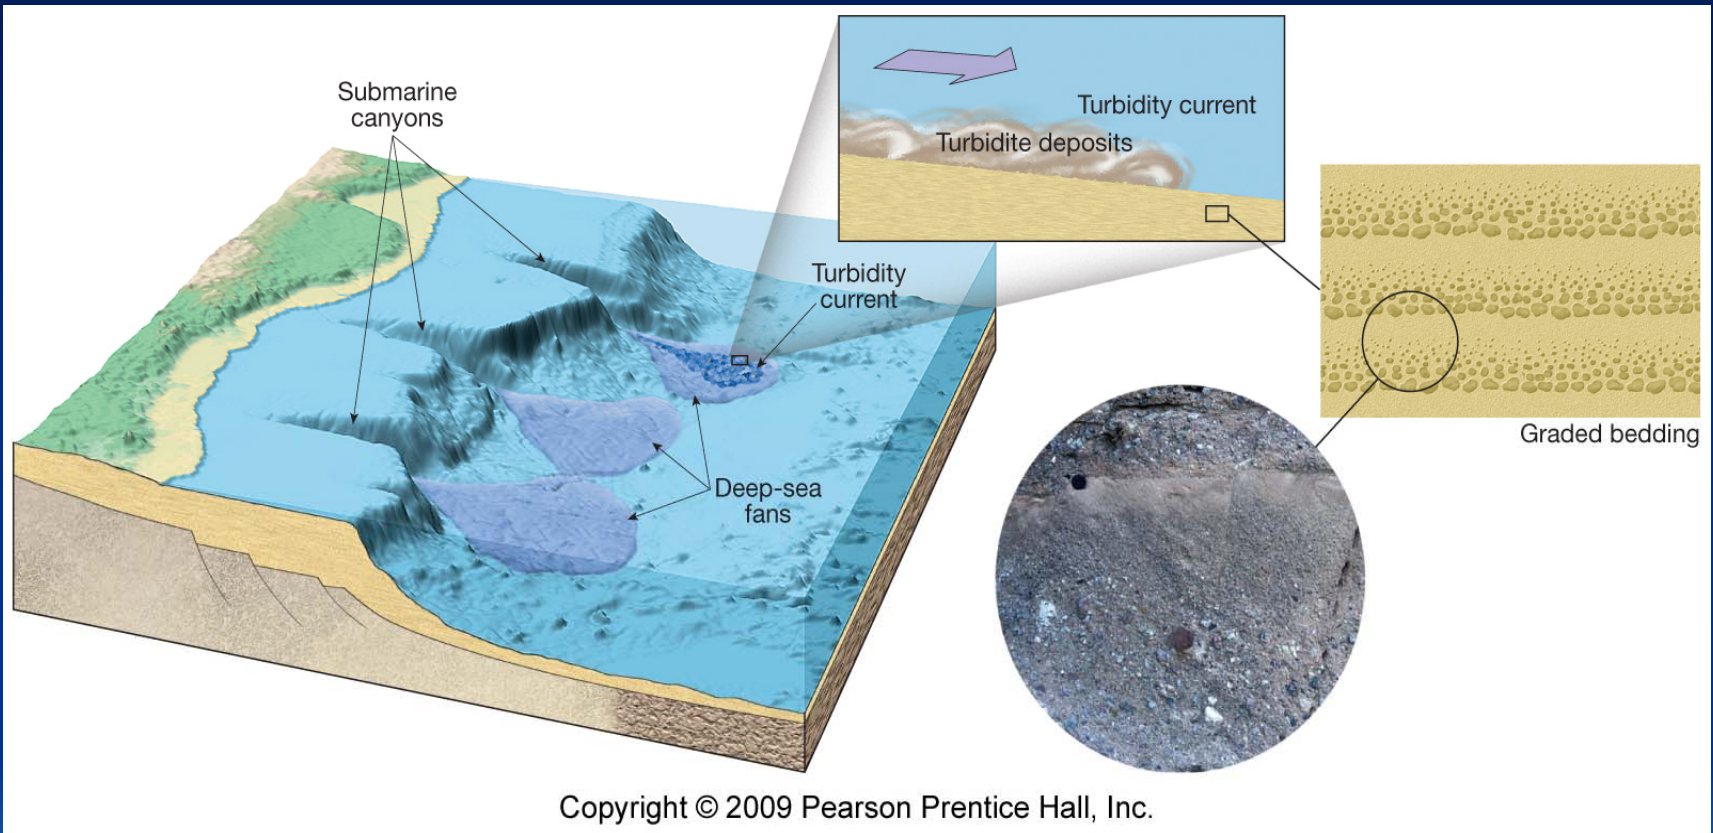 Submarine
canyons
Turbidity current
Turbidite deposits
Turbidity
current
Graded bedding
Deep-sea
fans
Copyright © 2009 Pearson Prentice Hall, Inc.